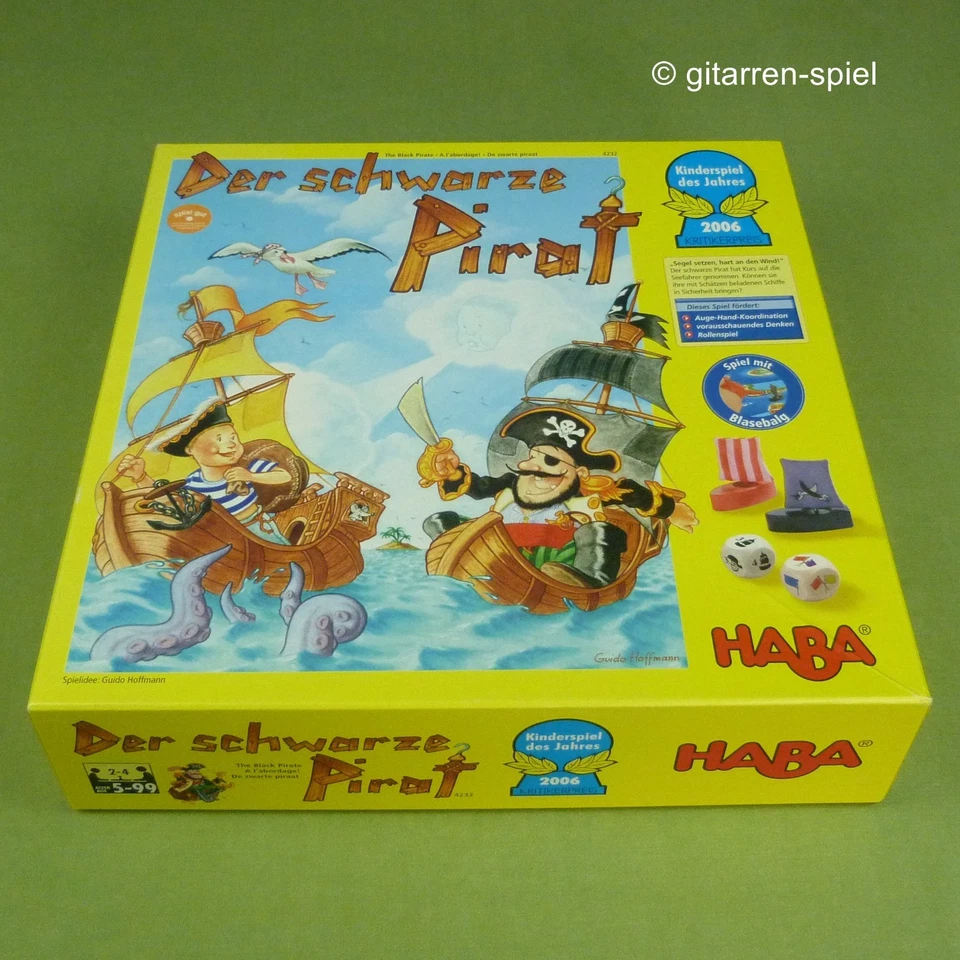 © gitarren-spiel
The Black Pirate · A l'abordage! · De zwarte piraat
4232
Der schwarze
Pirat
spiel gut
Kinderspiel
des Jahres
2006
KRITIKERPREIS
„Segel setzen, hart an den Wind!“
Der schwarze Pirat hat Kurs auf die
Seefahrer genommen. Können sie
ihre mit Schätzen beladenen Schiffe
in Sicherheit bringen?
Dieses Spiel fördert:
Auge-Hand-Koordination
vorausschauendes Denken
Rollenspiel
Spiel mit
Blasebalg
HABA®
Guido Hoffmann
Spielidee: Guido Hoffmann
Der schwarze
Pirat
The Black Pirate
A l'abordage!
De zwarte piraat
4232
2-4
5-99
Kinderspiel
des Jahres
2006
KRITIKERPREIS
HABA®